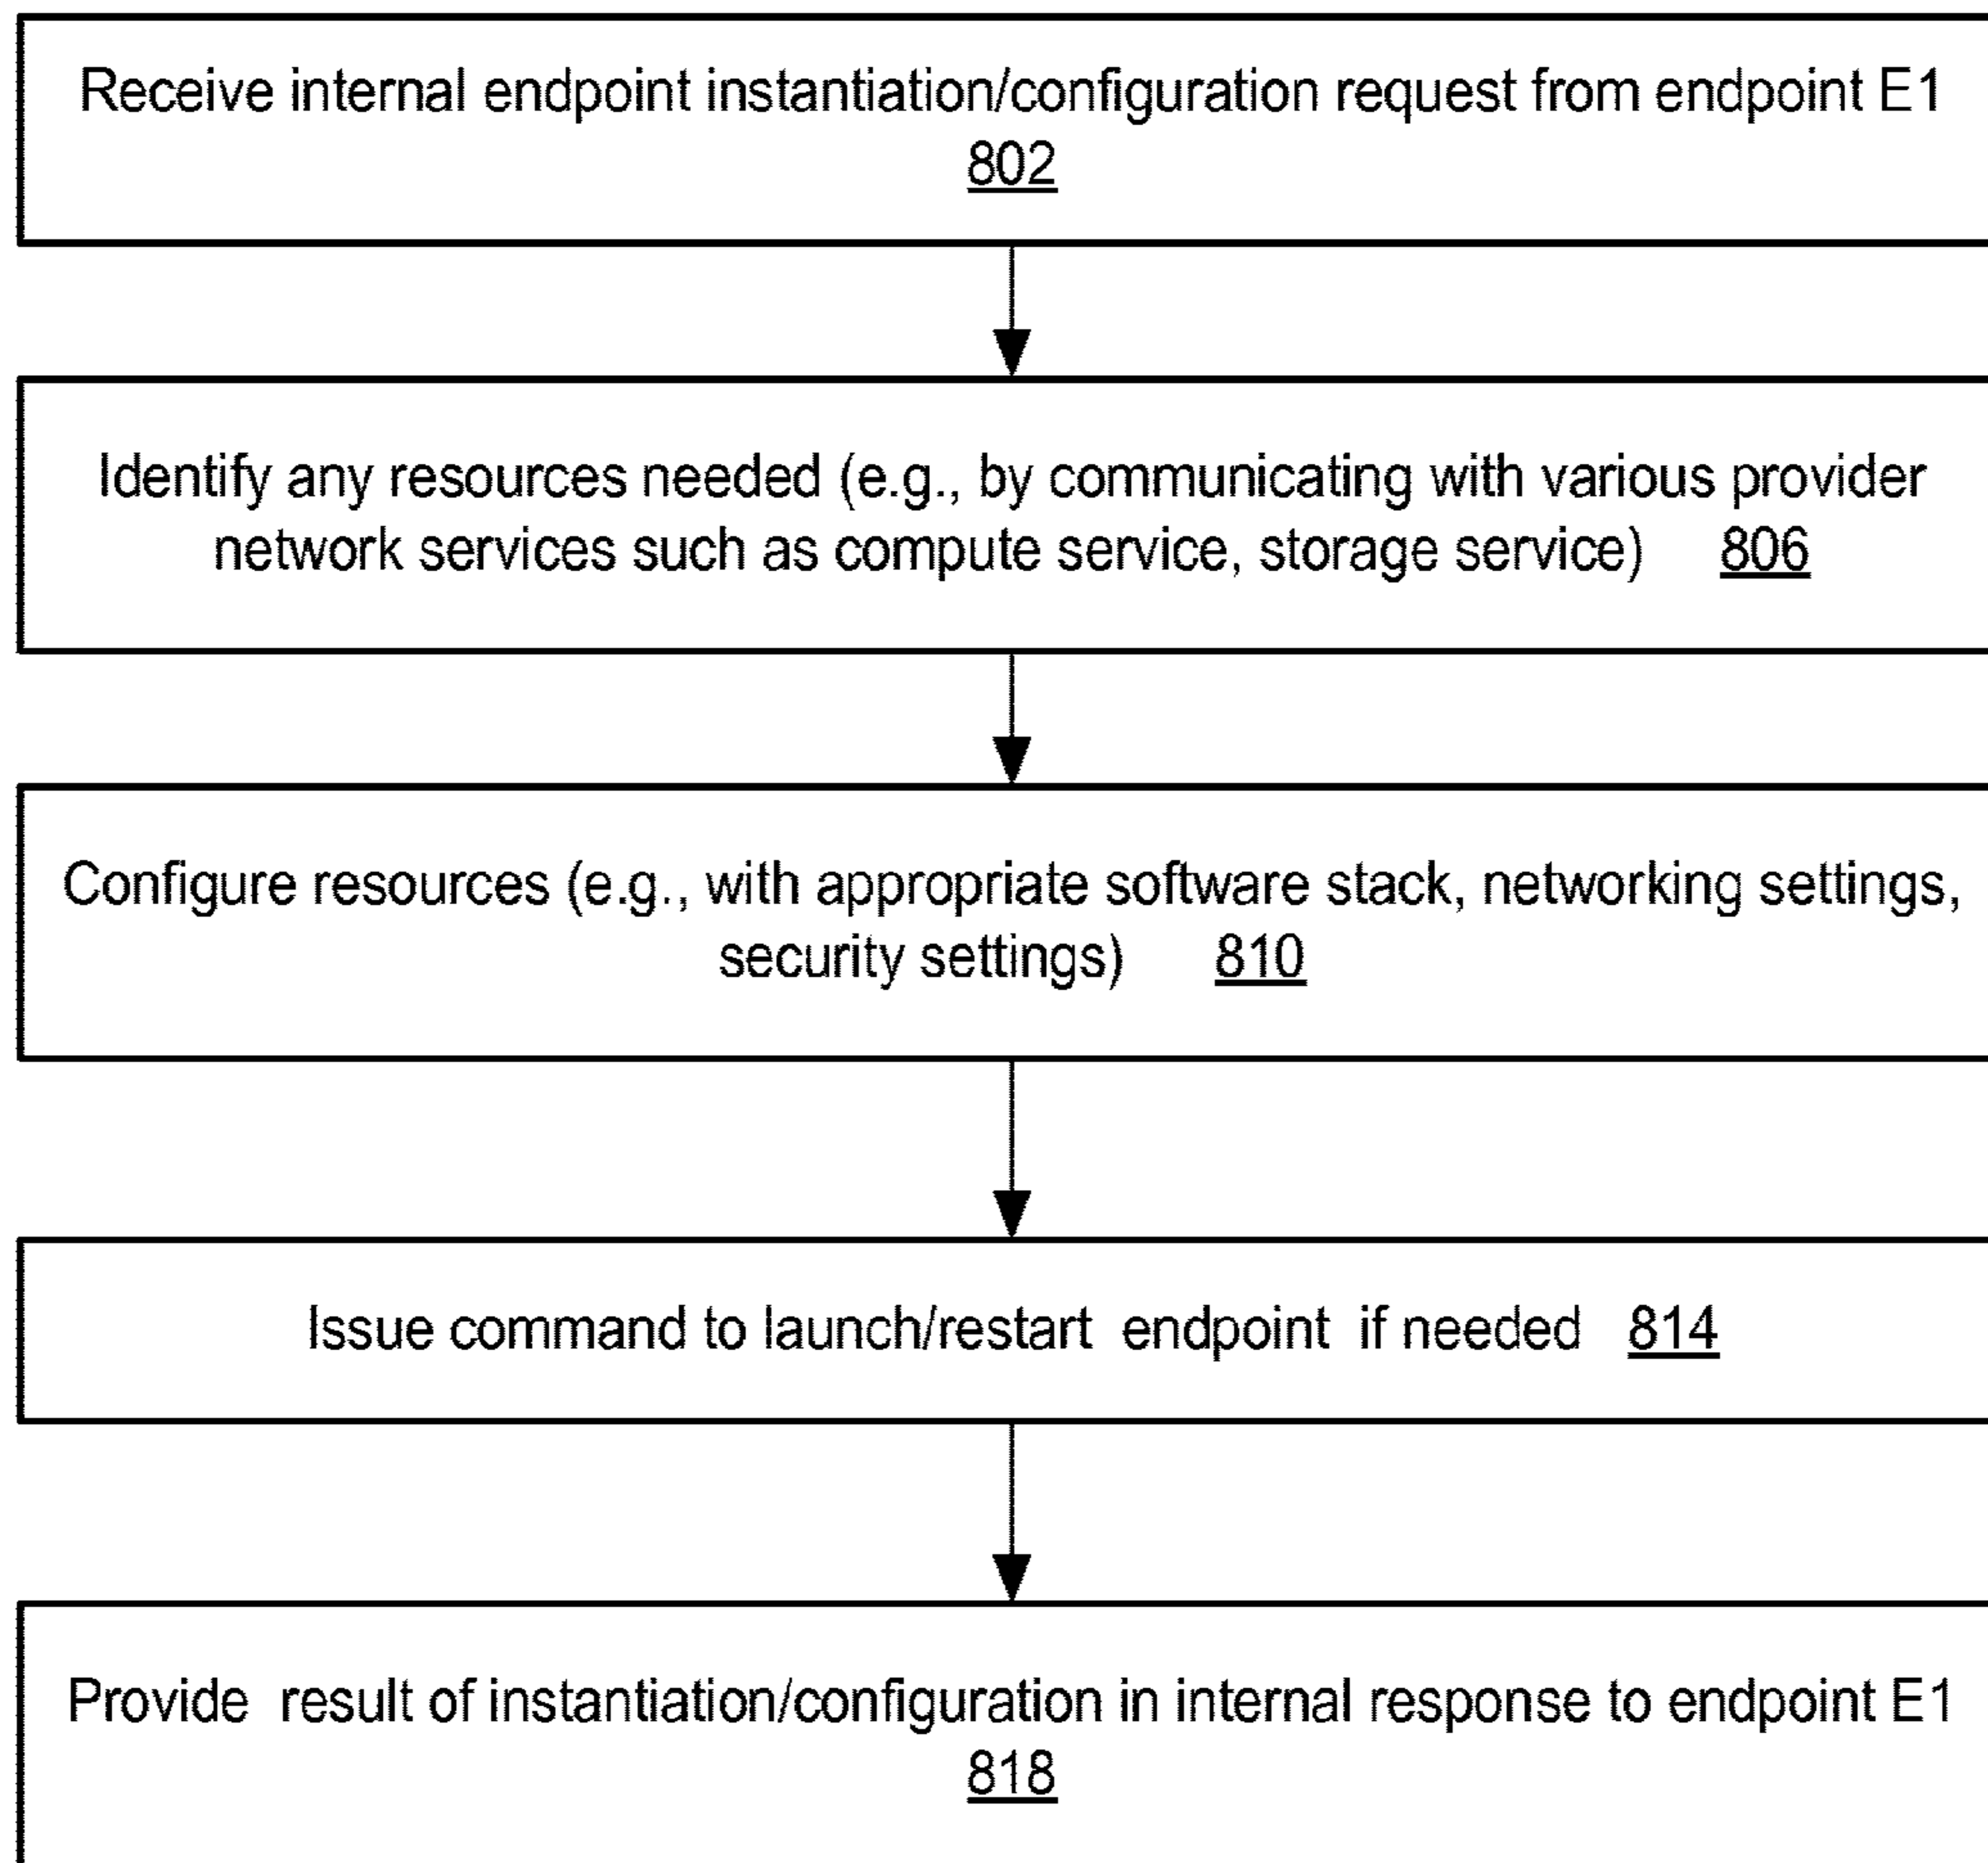 Receive internal endpoint instantiation/configuration request from endpoint E1
802
Identify any resources needed (e.g., by communicating with various provider
network services such as compute service, storage service) 806
Configure resources (e.g., with appropriate software stack, networking settings,
security settings) 810
Issue command to launch/restart endpoint if needed 814
Provide result of instantiation/configuration in internal response to endpoint E1
818